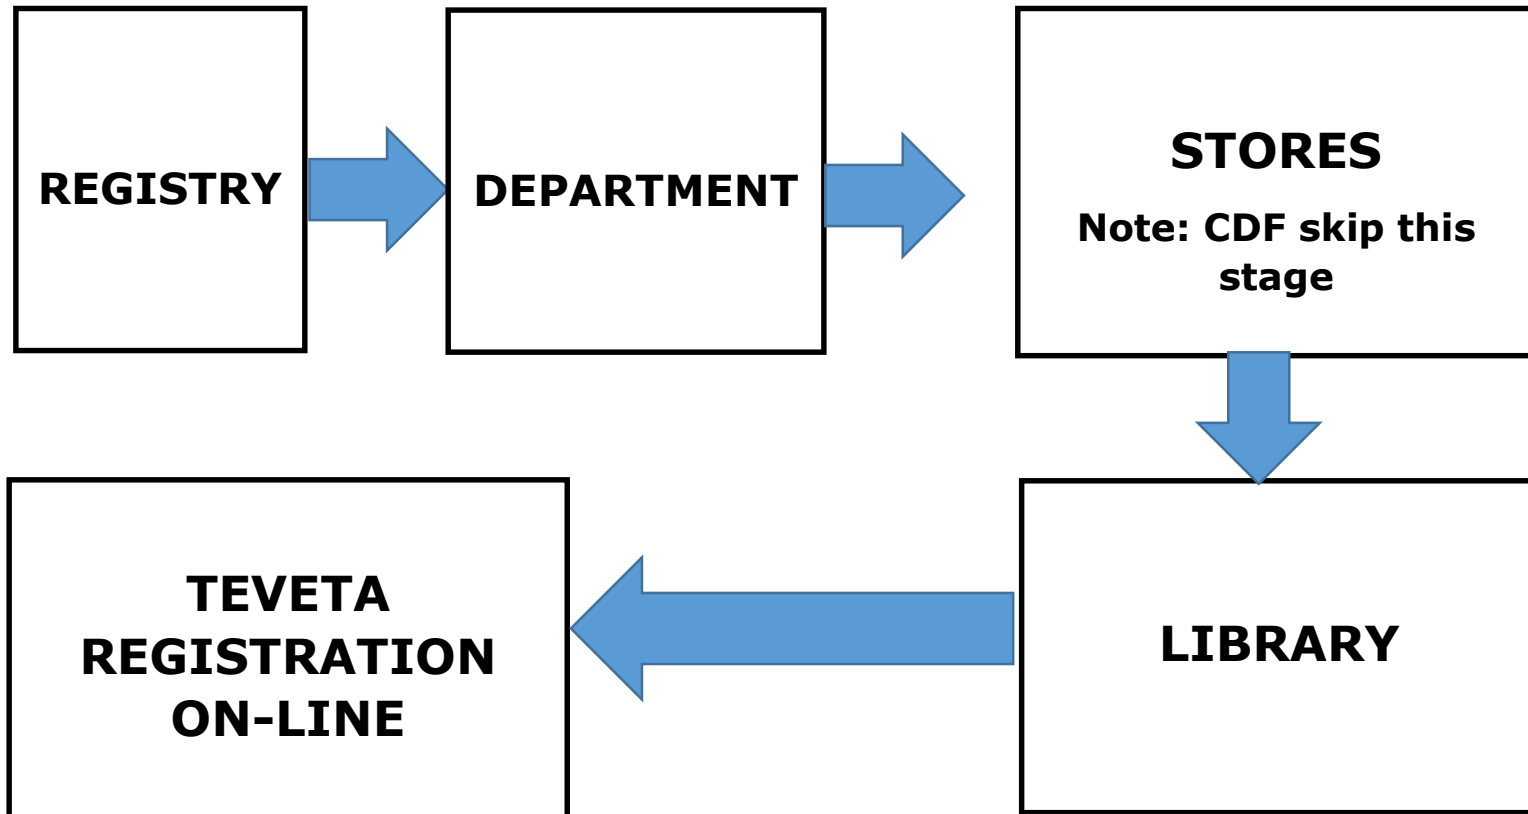 REGISTRY
DEPARTMENT
STORES
Note: CDF skip this
stage
TEVETA
REGISTRATION
ON-LINE
LIBRARY